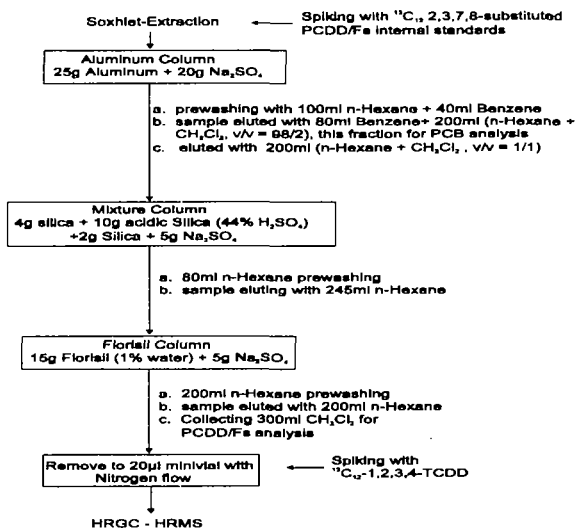 Soxhlet-Extraction
Spiking with ¹³C₁₂ 2,3,7,8-substituted
PCDD/Fs internal standards
Aluminum Column
25g Aluminum + 20g Na₂SO₄
a. prewashing with 100ml n-Hexane + 40ml Benzene
b. sample eluted with 80ml Benzene+ 200ml (n-Hexane +
CH₂Cl₂, v/v = 98/2), this fraction for PCB analysis
c. eluted with 200ml (n-Hexane + CH₂Cl₂ , v/v = 1/1)
Mixture Column
4g silica + 10g acidic Silica (44% H₂SO₄)
+2g Silica + 5g Na₂SO₄
a. 80ml n-Hexane prewashing
b. sample eluting with 245ml n-Hexane
Florisil Column
15g Florisil (1% water) + 5g Na₂SO₄
a. 200ml n-Hexane prewashing
b. sample eluted with 200ml n-Hexane
c. Collecting 300ml CH₂Cl₂ for
PCDD/Fs analysis
Remove to 20µl minivial with
Nitrogen flow
Spiking with
¹³C₁₂-1,2,3,4-TCDD
HRGC - HRMS